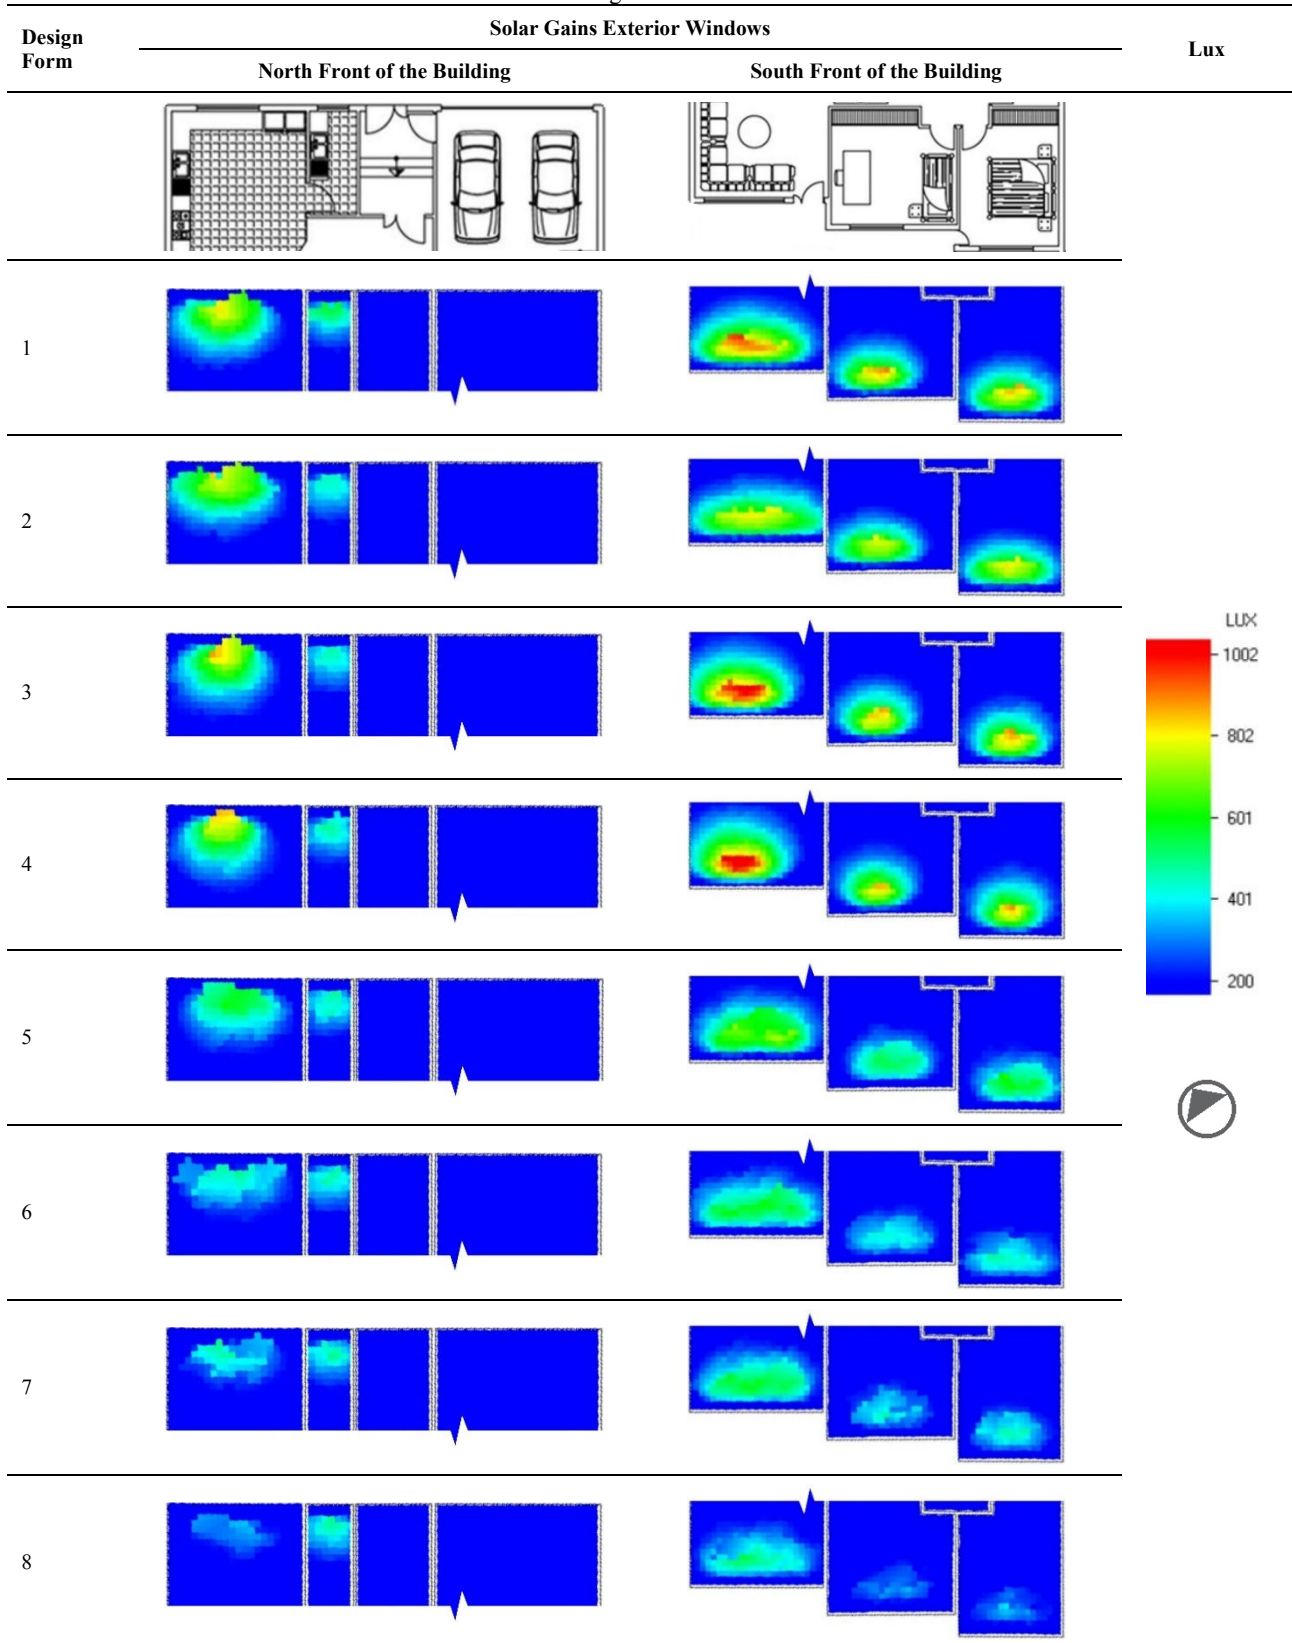 Solar Gains Exterior Windows
Design
Form
Lux
North Front of the Building
South Front of the Building
1
2
3
LUX
1002
802
4
601
401
200
5
6
7
8